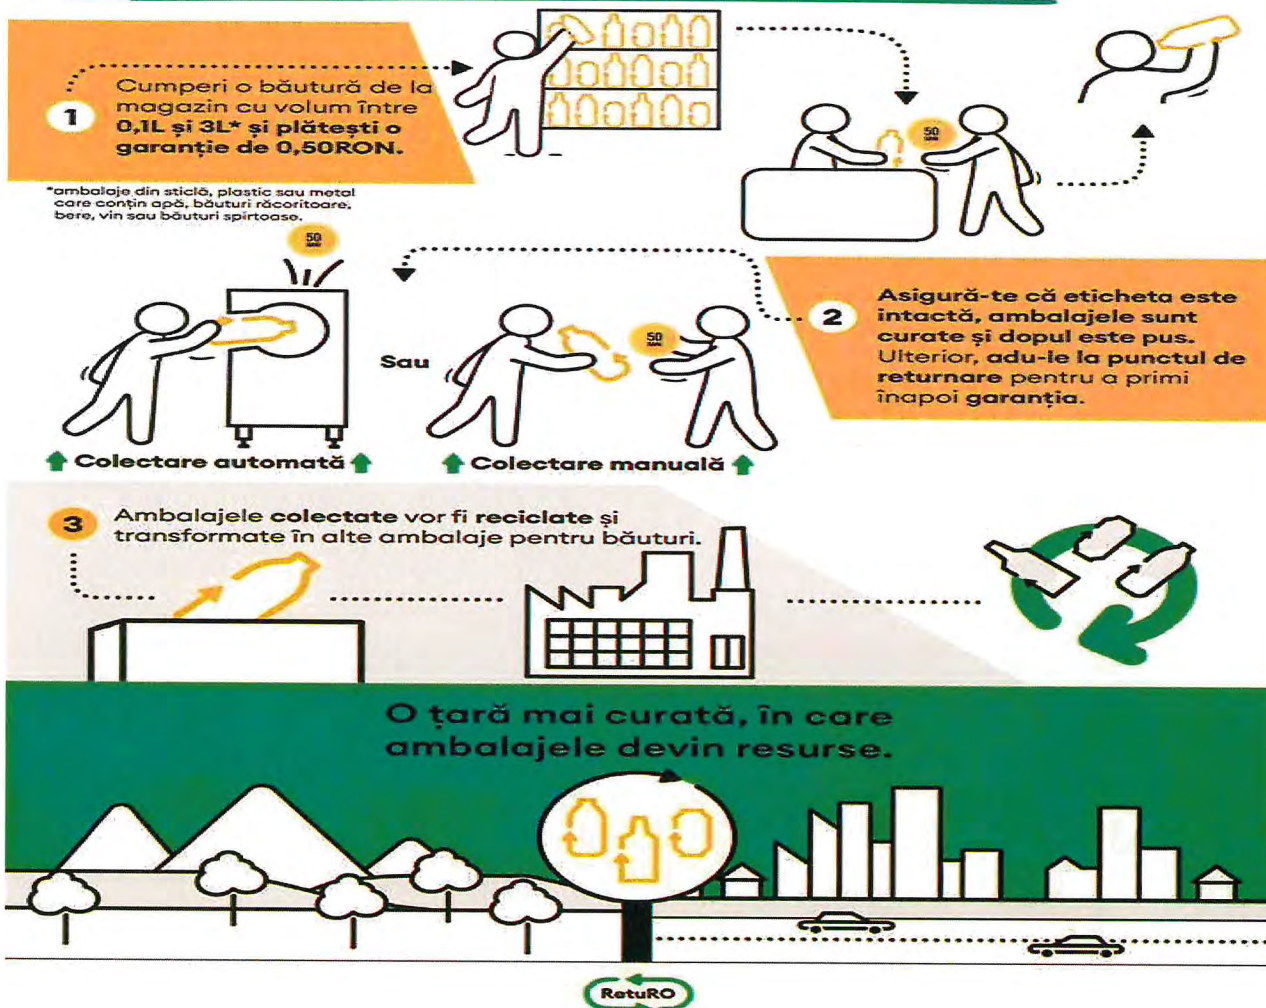 1
Cumperi o băutură de la
magazin cu volum între
0,1L și 3L* și plătești o
garanție de 0,50RON.
*ambalaje din sticlă, plastic sau metal
care conțin apă, băuturi răcoritoare,
bere, vin sau băuturi spirtoase.
50
50
2
Asigură-te că eticheta este
intactă, ambalajele sunt
curate și dopul este pus.
Ulterior, adu-le la punctul de
returnare pentru a primi
înapoi garanția.
Sau
50
Colectare automată
Colectare manuală
3
Ambalajele colectate vor fi reciclate și
transformate în alte ambalaje pentru băuturi.
O țară mai curată, în care
ambalajele devin resurse.
RetuRO